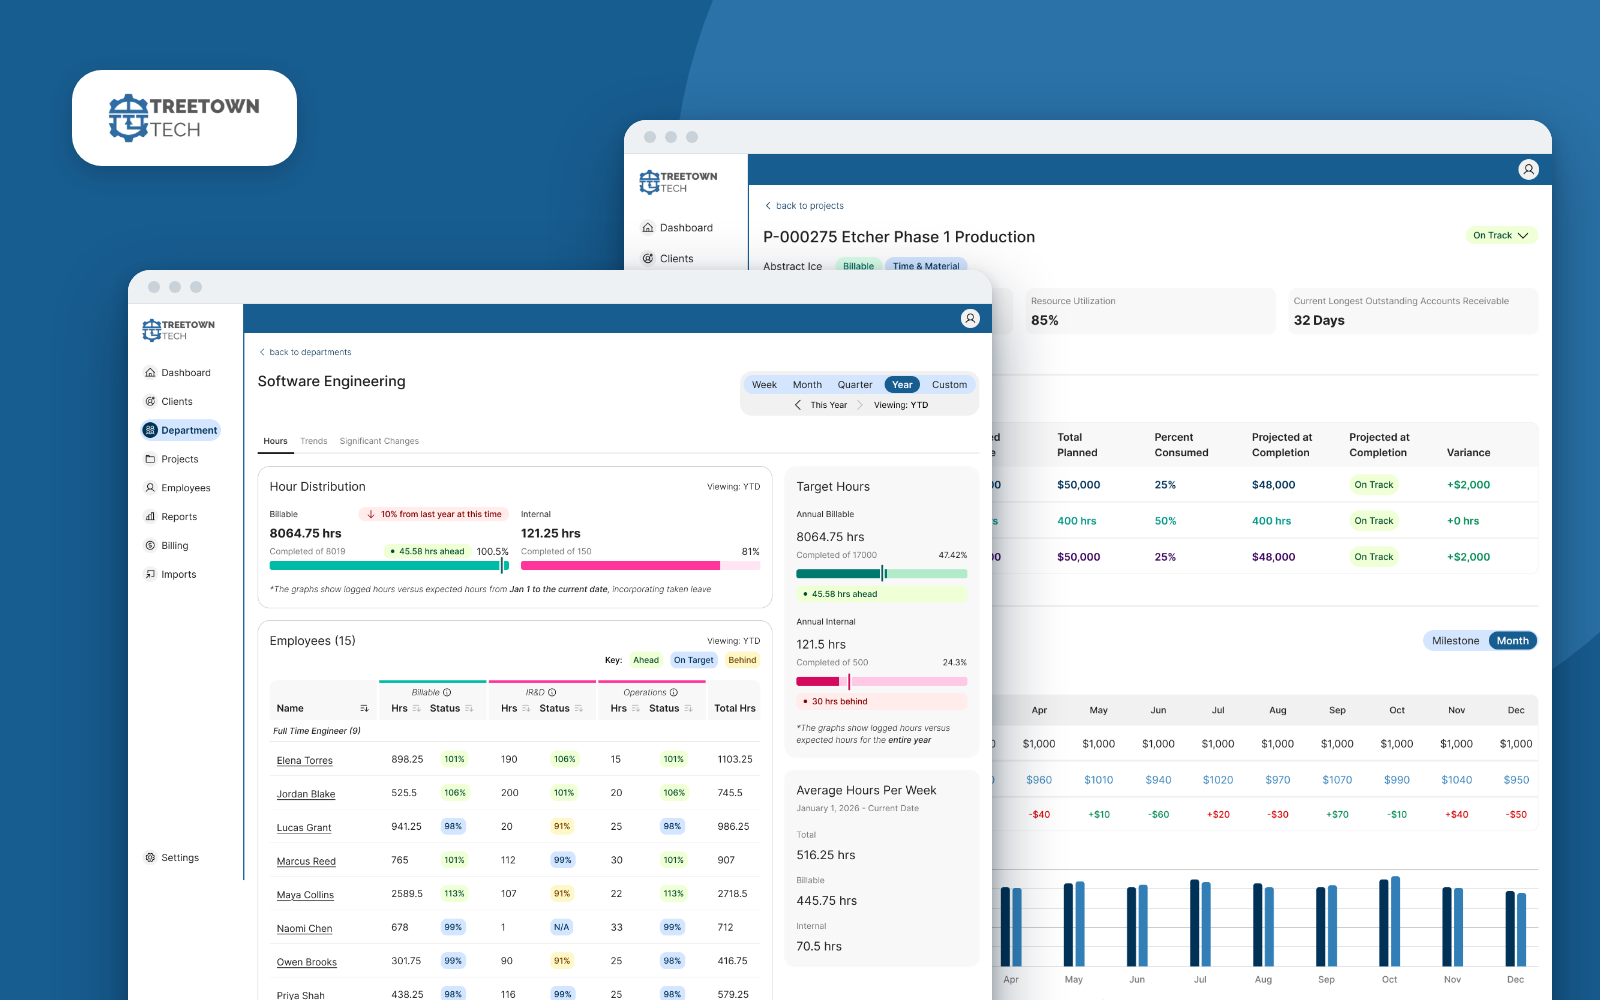 TREETOWN
TECH
TREETOWN
TECH
Dashboard
Clients
back to projects
P-000275 Etcher Phase 1 Production
On Track
Abstract Ice Billable Time & Material
Resource Utilization
85%
Current Longest Outstanding Accounts Receivable
32 Days
Total Planned Percent Consumed Projected at Completion Projected at Completion Variance
$50,000 25% $48,000 On Track +$2,000
400 hrs 50% 400 hrs On Track +0 hrs
$50,000 25% $48,000 On Track +$2,000
Milestone Month
Apr May Jun Jul Aug Sep Oct Nov Dec
$1,000 $1,000 $1,000 $1,000 $1,000 $1,000 $1,000 $1,000 $1,000
$960 $1010 $940 $1020 $970 $1070 $990 $1040 $950
-$40 +$10 -$60 +$20 -$30 +$70 -$10 +$40 -$50
Apr May Jun Jul Aug Sep Oct Nov Dec
TREETOWN
TECH
Dashboard
Clients
Department
Projects
Employees
Reports
Billing
Imports
Settings
back to departments
Software Engineering
Week Month Quarter Year Custom
This Year Viewing: YTD
Hours Trends Significant Changes
Hour Distribution Viewing: YTD
Billable 10% from last year at this time
8064.75 hrs
Completed of 8019 45.58 hrs ahead 100.5%
Internal
121.25 hrs
Completed of 150 81%
*The graphs show logged hours versus expected hours from Jan 1 to the current date, incorporating taken leave
Employees (15) Viewing: YTD
Key: Ahead On Target Behind
Billable IR&D Operations
Name Hrs Status Hrs Status Hrs Status Total Hrs
Full Time Engineer (9)
Elena Torres 898.25 101% 190 106% 15 101% 1103.25
Jordan Blake 525.5 106% 200 101% 20 106% 745.5
Lucas Grant 941.25 98% 20 91% 25 98% 986.25
Marcus Reed 765 101% 112 99% 30 101% 907
Maya Collins 2589.5 113% 107 91% 22 113% 2718.5
Naomi Chen 678 99% 1 N/A 33 99% 712
Owen Brooks 301.75 99% 90 91% 25 98% 416.75
Priya Shah 438.25 98% 116 99% 25 98% 579.25
Target Hours
Annual Billable
8064.75 hrs
Completed of 17000 47.42%
45.58 hrs ahead
Annual Internal
121.5 hrs
Completed of 500 24.3%
30 hrs behind
*The graphs show logged hours versus
expected hours for the entire year
Average Hours Per Week
January 1, 2026 - Current Date
Total
516.25 hrs
Billable
445.75 hrs
Internal
70.5 hrs